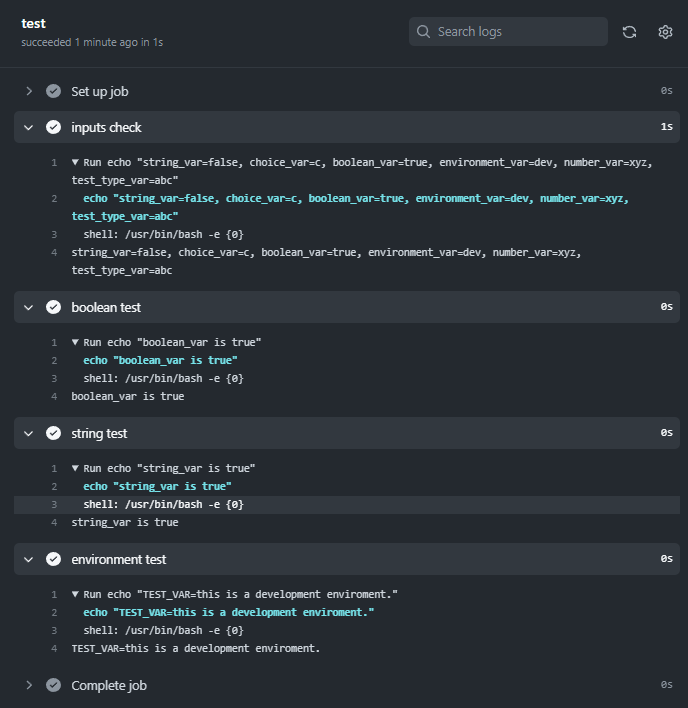 test
succeeded 1 minute ago in 1s
Search logs
Set up job 0s
inputs check 1s
1 ▼ Run echo "string_var=false, choice_var=c, boolean_var=true, environment_var=dev, number_var=xyz,
test_type_var=abc"
2 echo "string_var=false, choice_var=c, boolean_var=true, environment_var=dev, number_var=xyz,
test_type_var=abc"
3 shell: /usr/bin/bash -e {0}
4 string_var=false, choice_var=c, boolean_var=true, environment_var=dev, number_var=xyz,
test_type_var=abc
boolean test 0s
1 ▼ Run echo "boolean_var is true"
2 echo "boolean_var is true"
3 shell: /usr/bin/bash -e {0}
4 boolean_var is true
string test 0s
1 ▼ Run echo "string_var is true"
2 echo "string_var is true"
3 shell: /usr/bin/bash -e {0}
4 string_var is true
environment test 0s
1 ▼ Run echo "TEST_VAR=this is a development enviroment."
2 echo "TEST_VAR=this is a development enviroment."
3 shell: /usr/bin/bash -e {0}
4 TEST_VAR=this is a development enviroment.
Complete job 0s